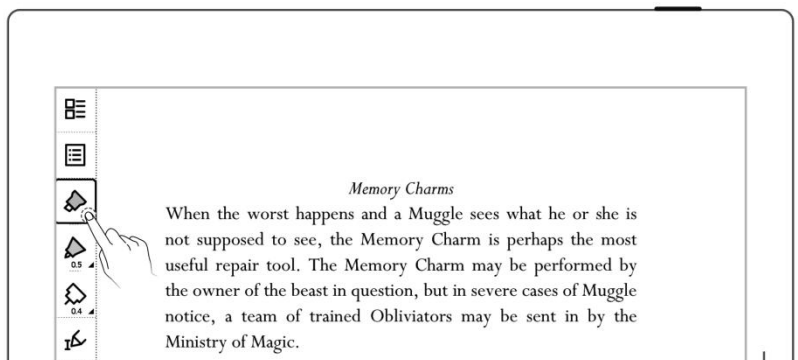 Memory Charms
When the worst happens and a Muggle sees what he or she is
not supposed to see, the Memory Charm is perhaps the most
useful repair tool. The Memory Charm may be performed by
the owner of the beast in question, but in severe cases of Muggle
notice, a team of trained Obliviators may be sent in by the
Ministry of Magic.
0.5
0.4